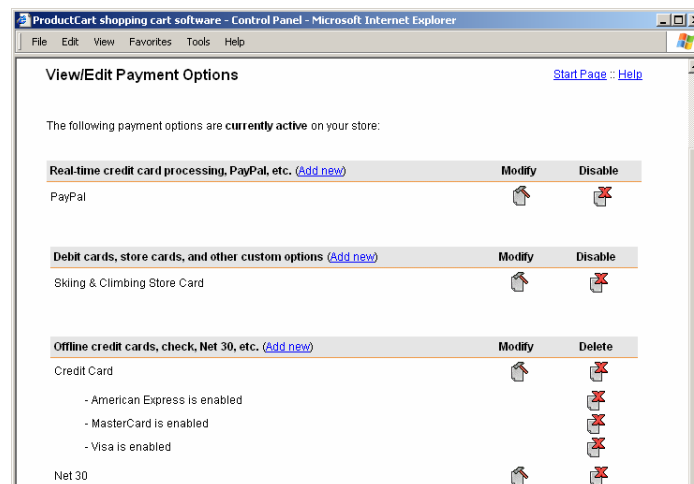 ProductCart shopping cart software - Control Panel - Microsoft Internet Explorer
File Edit View Favorites Tools Help
View/Edit Payment Options Start Page :: Help
The following payment options are currently active on your store:
Real-time credit card processing, PayPal, etc. (Add new) Modify Disable
PayPal
Debit cards, store cards, and other custom options (Add new) Modify Disable
Skiing & Climbing Store Card
Offline credit cards, check, Net 30, etc. (Add new) Modify Delete
Credit Card
- American Express is enabled
- MasterCard is enabled
- Visa is enabled
Net 30